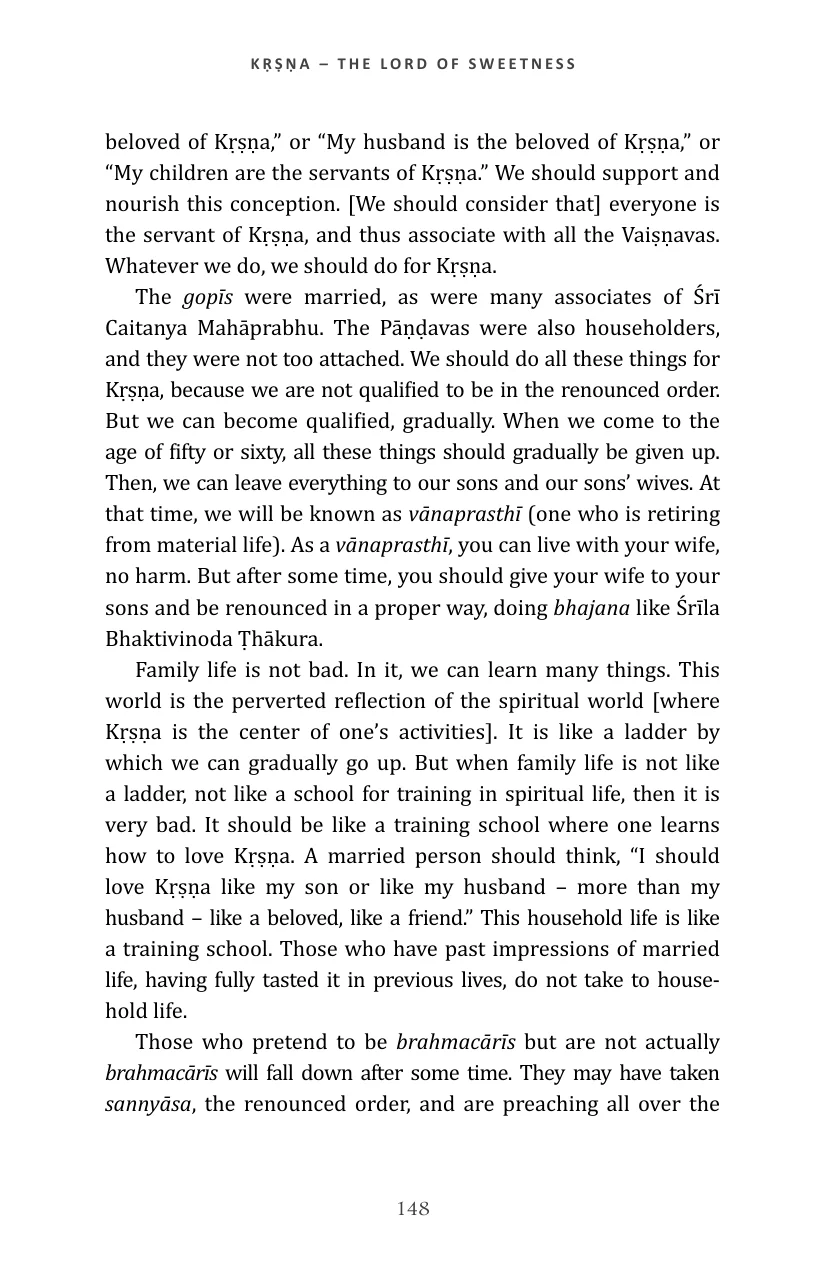 KṚṢṆA – THE LORD OF SWEETNESS
beloved of Kṛṣṇa,” or “My husband is the beloved of Kṛṣṇa,” or
“My children are the servants of Kṛṣṇa.” We should support and
nourish this conception. [We should consider that] everyone is
the servant of Kṛṣṇa, and thus associate with all the Vaiṣṇavas.
Whatever we do, we should do for Kṛṣṇa.
The gopīs were married, as were many associates of Śrī
Caitanya Mahāprabhu. The Pāṇḍavas were also householders,
and they were not too attached. We should do all these things for
Kṛṣṇa, because we are not qualified to be in the renounced order.
But we can become qualified, gradually. When we come to the
age of fifty or sixty, all these things should gradually be given up.
Then, we can leave everything to our sons and our sons’ wives. At
that time, we will be known as vānaprasthī (one who is retiring
from material life). As a vānaprasthī, you can live with your wife,
no harm. But after some time, you should give your wife to your
sons and be renounced in a proper way, doing bhajana like Śrīla
Bhaktivinoda Ṭhākura.
Family life is not bad. In it, we can learn many things. This
world is the perverted reflection of the spiritual world [where
Kṛṣṇa is the center of one’s activities]. It is like a ladder by
which we can gradually go up. But when family life is not like
a ladder, not like a school for training in spiritual life, then it is
very bad. It should be like a training school where one learns
how to love Kṛṣṇa. A married person should think, “I should
love Kṛṣṇa like my son or like my husband – more than my
husband – like a beloved, like a friend.” This household life is like
a training school. Those who have past impressions of married
life, having fully tasted it in previous lives, do not take to house-
hold life.
Those who pretend to be brahmacārīs but are not actually
brahmacārīs will fall down after some time. They may have taken
sannyāsa, the renounced order, and are preaching all over the
148